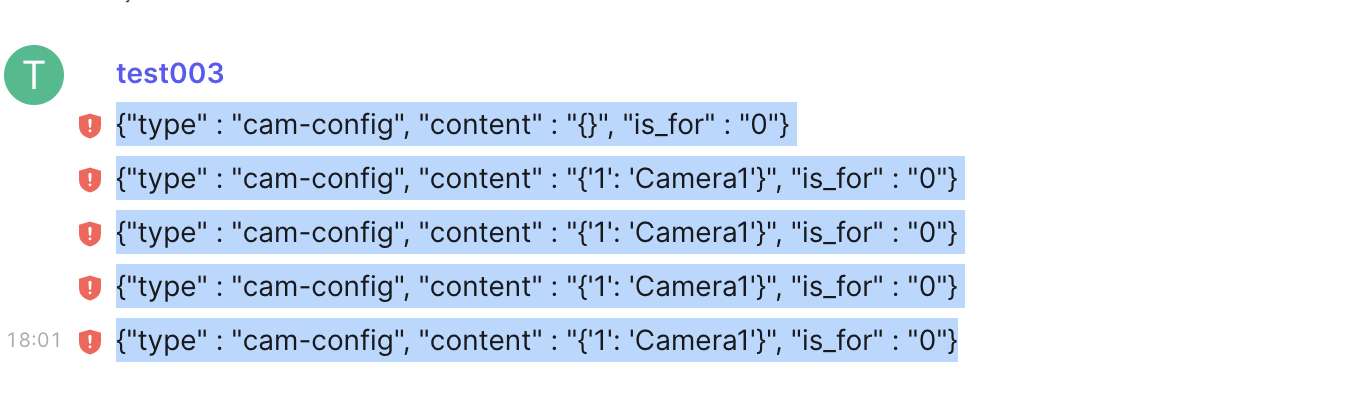 T
test003
{"type" : "cam-config", "content" : "{}", "is_for" : "0"}
{"type" : "cam-config", "content" : "{'1': 'Camera1'}", "is_for" : "0"}
{"type" : "cam-config", "content" : "{'1': 'Camera1'}", "is_for" : "0"}
{"type" : "cam-config", "content" : "{'1': 'Camera1'}", "is_for" : "0"}
18:01 {"type" : "cam-config", "content" : "{'1': 'Camera1'}", "is_for" : "0"}